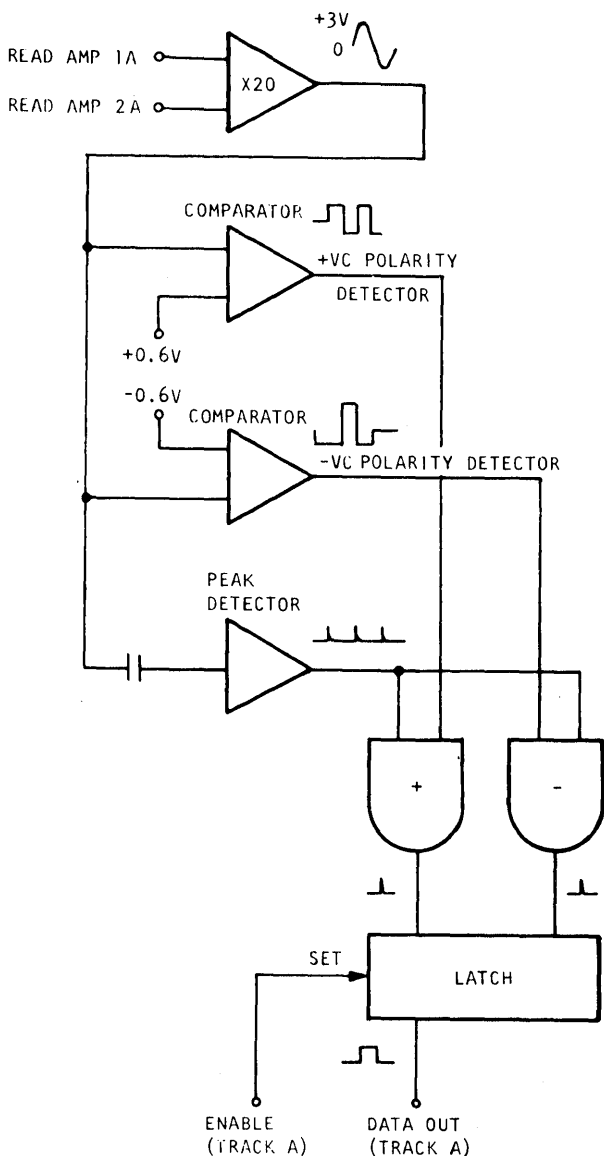 +3V
0
READ AMP 1A
X20
READ AMP 2A
COMPARATOR
+VC POLARITY
DETECTOR
+0.6V
-0.6V
COMPARATOR
-VC POLARITY DETECTOR
PEAK
DETECTOR
+
-
SET
LATCH
ENABLE
(TRACK A)
DATA OUT
(TRACK A)